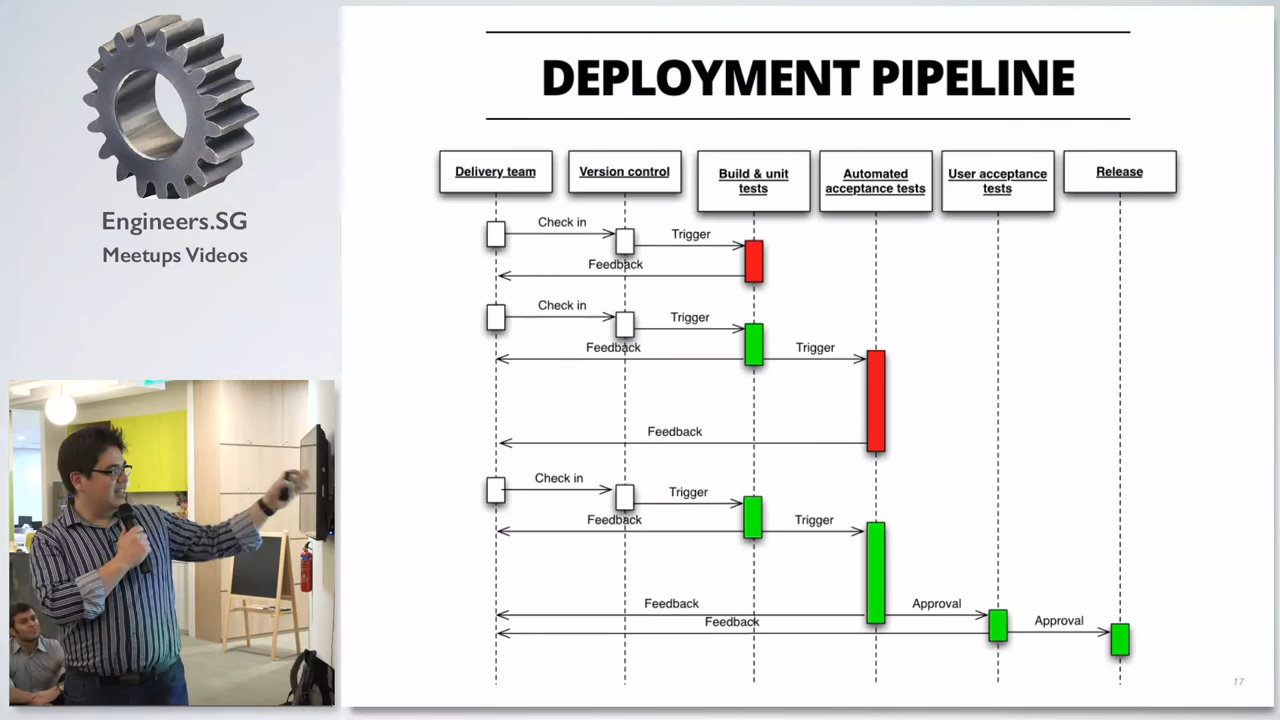 Engineers.SG
Meetups Videos
DEPLOYMENT PIPELINE
Delivery team
Version control
Build & unit
tests
Automated
acceptance tests
User acceptance
tests
Release
Check in
Trigger
Feedback
Check in
Trigger
Feedback
Trigger
Feedback
Check in
Trigger
Feedback
Trigger
Feedback
Approval
Feedback
Approval
17